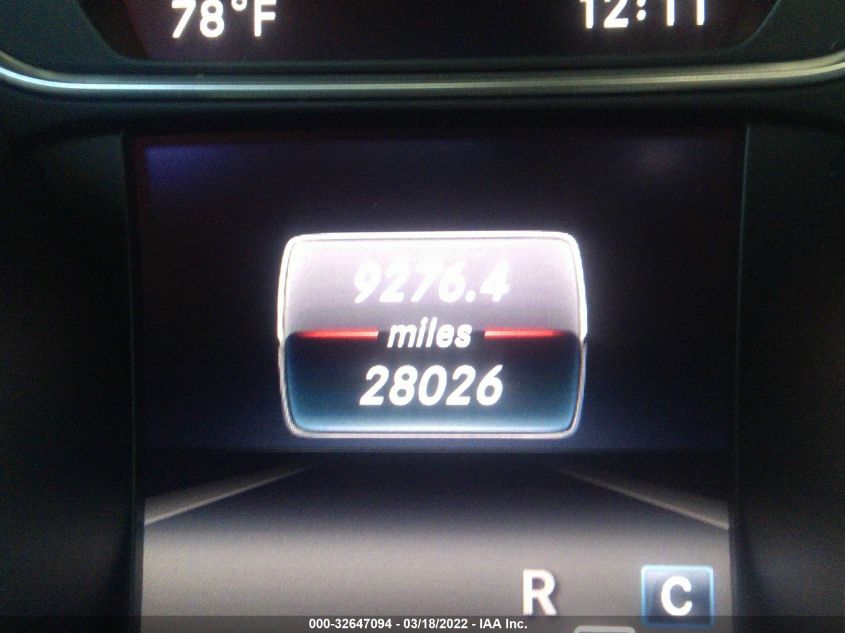 78°F 12:11
9276.4
miles
28026
R C
000-32647094 - 03/18/2022 - IAA Inc.